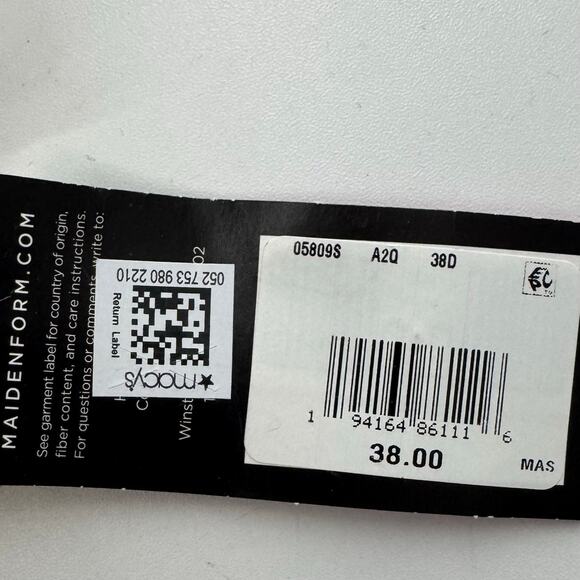 MAIDENFORM.COM
See garment label for country of origin,
fiber content, and care instructions.
For questions or comments, write to:
H
Co
Winst
02
052 753 980 2210
Return Label
★macy's
05809S A2Q 38D
1 94164 86111 6
38.00
MAS